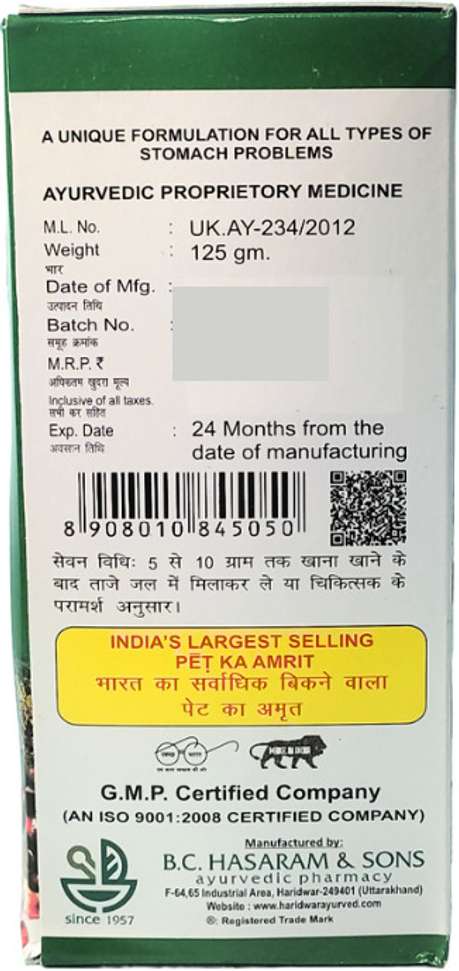 A UNIQUE FORMULATION FOR ALL TYPES OF
STOMACH PROBLEMS
AYURVEDIC PROPRIETORY MEDICINE
M.L. No. : UK.AY-234/2012
Weight : 125 gm.
भार
Date of Mfg. :
उत्पादन तिथि
Batch No. :
समूह क्रमांक
M.R.P. ₹
अधिकतम खुदरा मूल्य
Inclusive of all taxes.
सभी कर सहित
Exp. Date : 24 Months from the
अवसान तिथि date of manufacturing
8 908010 845050
सेवन विधिः 5 से 10 ग्राम तक खाना खाने के
बाद ताजे जल में मिलाकर ले या चिकित्सक के
परामर्श अनुसार।
INDIA'S LARGEST SELLING
PĒṬ KA AMRIT
भारत का सर्वाधिक बिकने वाला
पेट का अमृत
G.M.P. Certified Company
(AN ISO 9001:2008 CERTIFIED COMPANY)
Manufactured by:
B.C. HASARAM & SONS
ayurvedic pharmacy
F-64,65 Industrial Area, Haridwar-249401 (Uttarakhand)
Website : www.haridwarayurved.com
®: Registered Trade Mark
since 1957